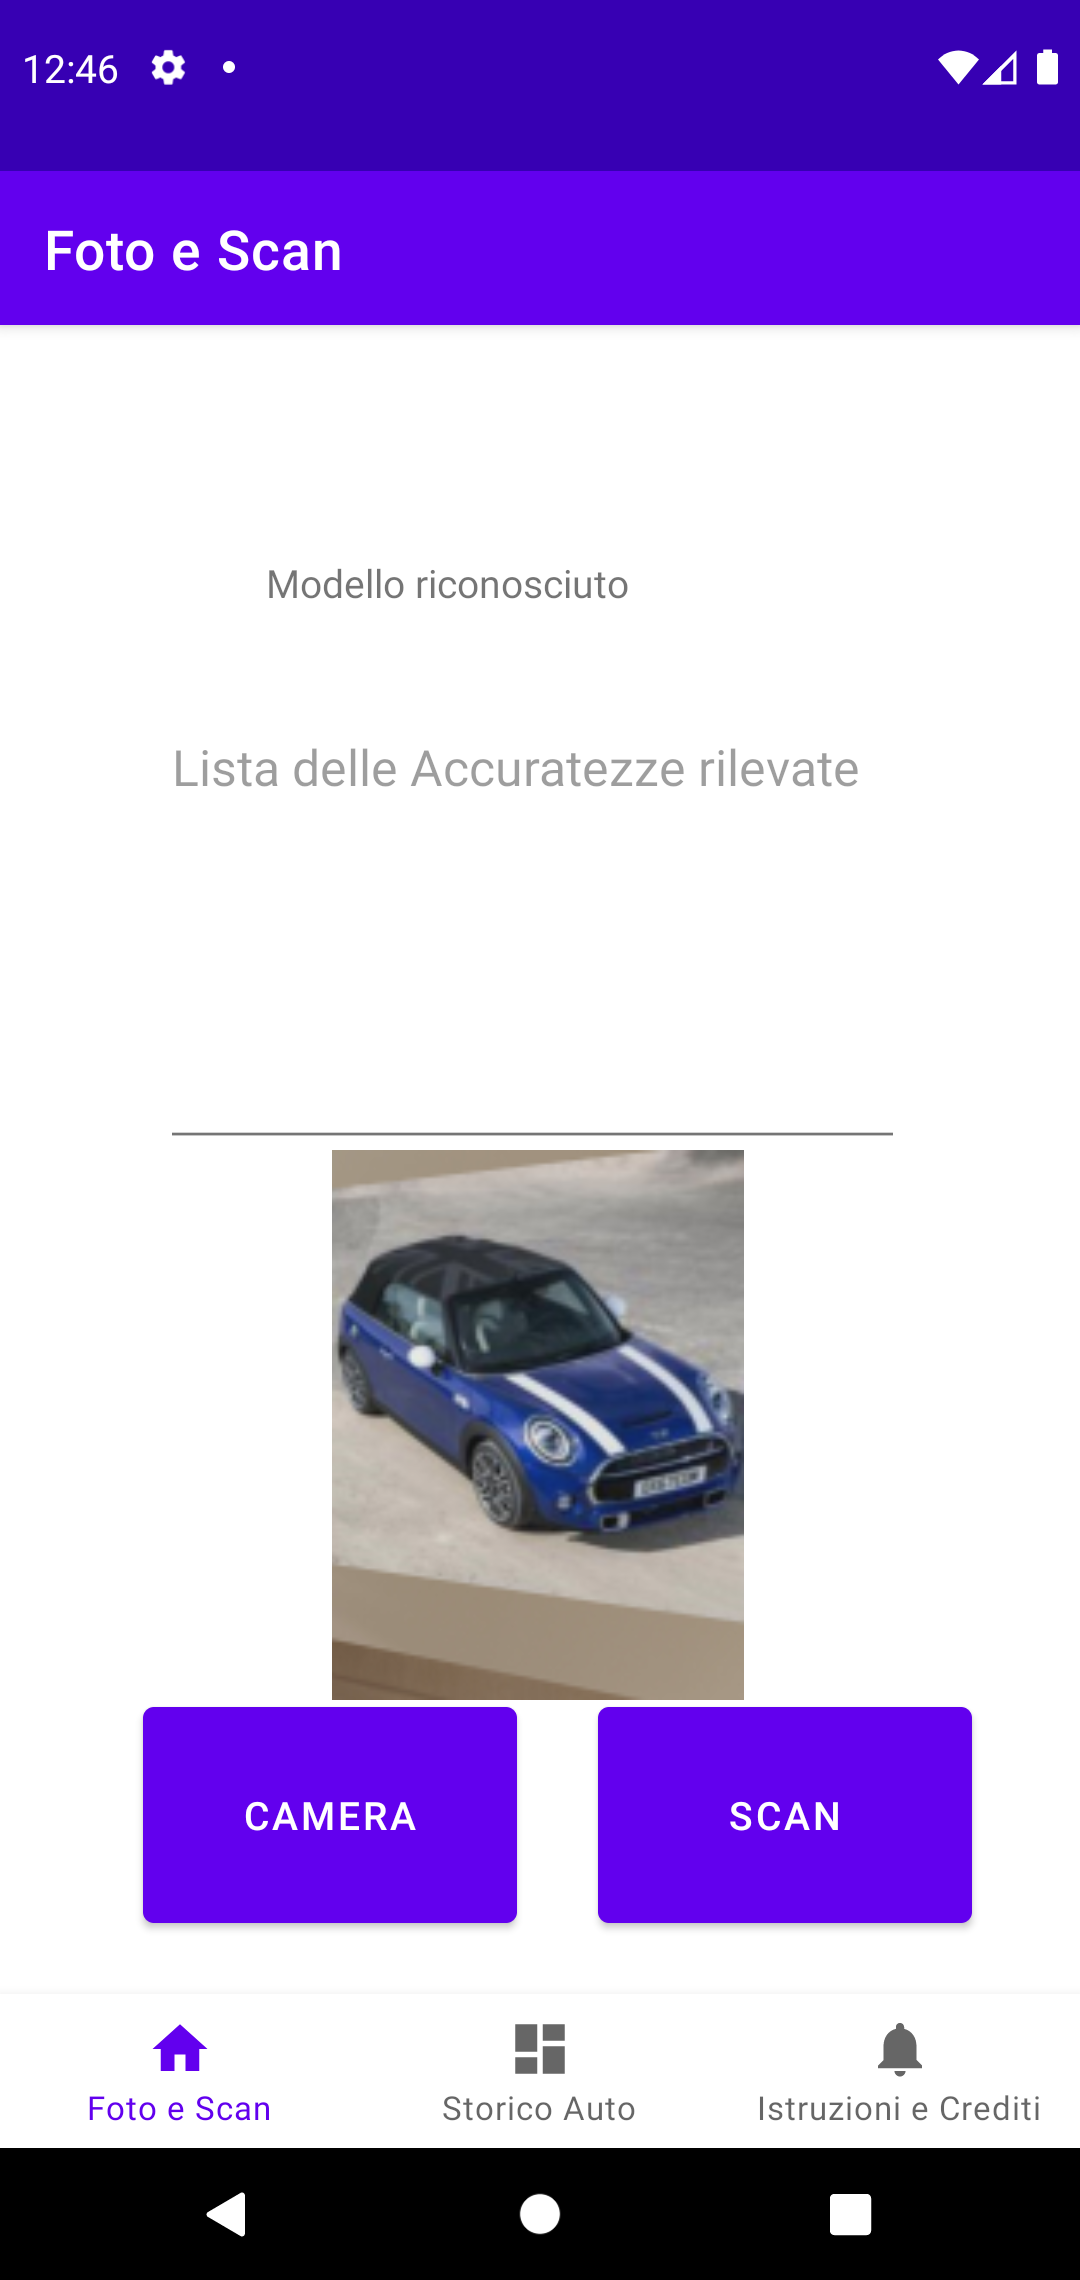 12:46
Foto e Scan
Modello riconosciuto
Lista delle Accuratezze rilevate
CAMERA
SCAN
Foto e Scan
Storico Auto
Istruzioni e Crediti